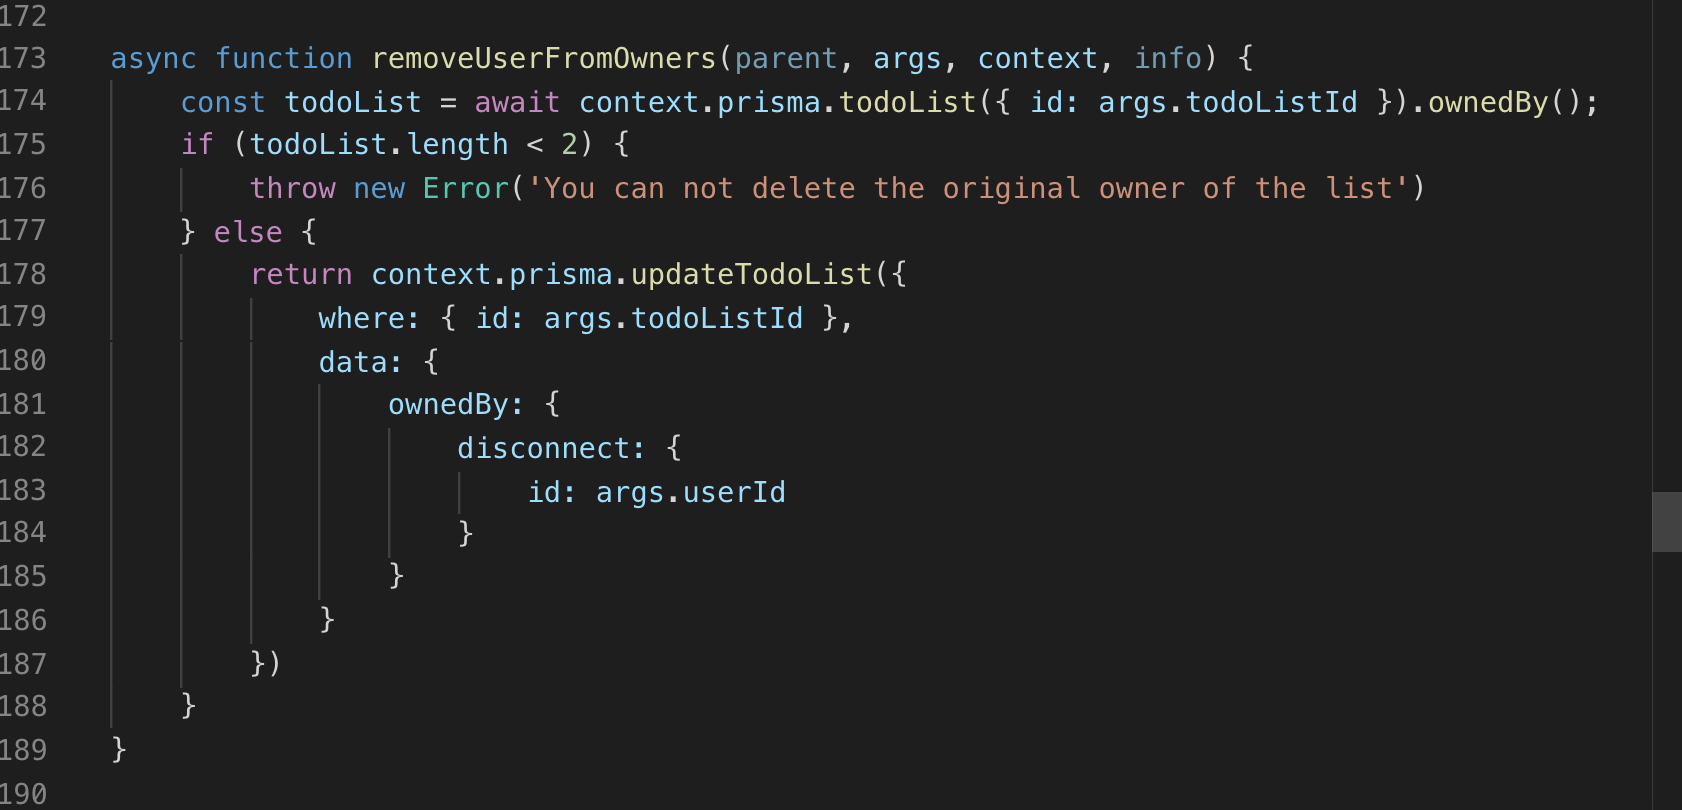 172
173 async function removeUserFromOwners(parent, args, context, info) {
174 const todoList = await context.prisma.todoList({ id: args.todoListId }).ownedBy();
175 if (todoList.length < 2) {
176 throw new Error('You can not delete the original owner of the list')
177 } else {
178 return context.prisma.updateTodoList({
179 where: { id: args.todoListId },
180 data: {
181 ownedBy: {
182 disconnect: {
183 id: args.userId
184 }
185 }
186 }
187 })
188 }
189 }
190